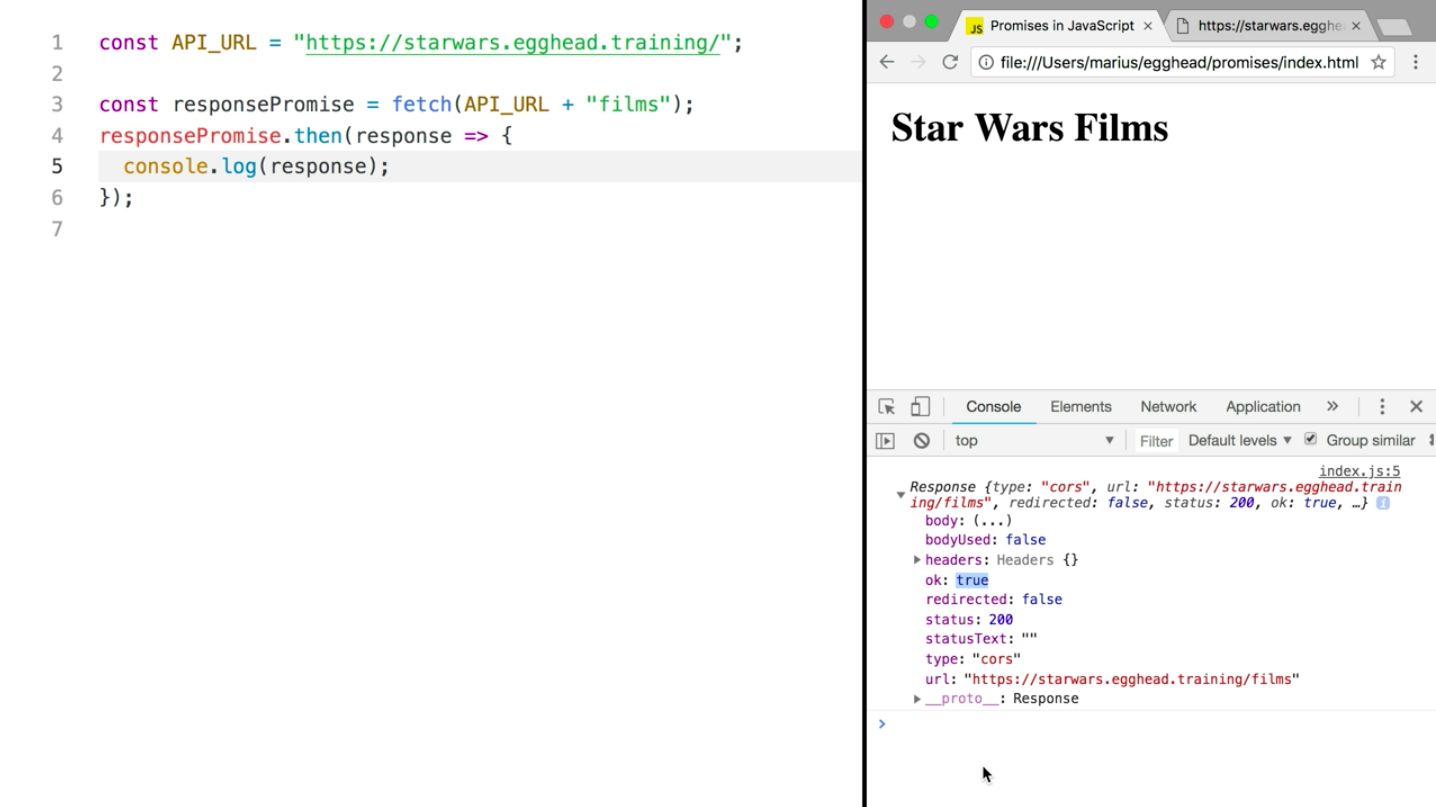 1 const API_URL = "https://starwars.egghead.training/";
2
3 const responsePromise = fetch(API_URL + "films");
4 responsePromise.then(response => {
5   console.log(response);
6 });
7
JS Promises in JavaScript × https://starwars.egghe ×
file:///Users/marius/egghead/promises/index.html
Star Wars Films
Console Elements Network Application »
top Filter Default levels Group similar
index.js:5
Response {type: "cors", url: "https://starwars.egghead.train
ing/films", redirected: false, status: 200, ok: true, …} i
body: (...)
bodyUsed: false
headers: Headers {}
ok: true
redirected: false
status: 200
statusText: ""
type: "cors"
url: "https://starwars.egghead.training/films"
__proto__: Response
>